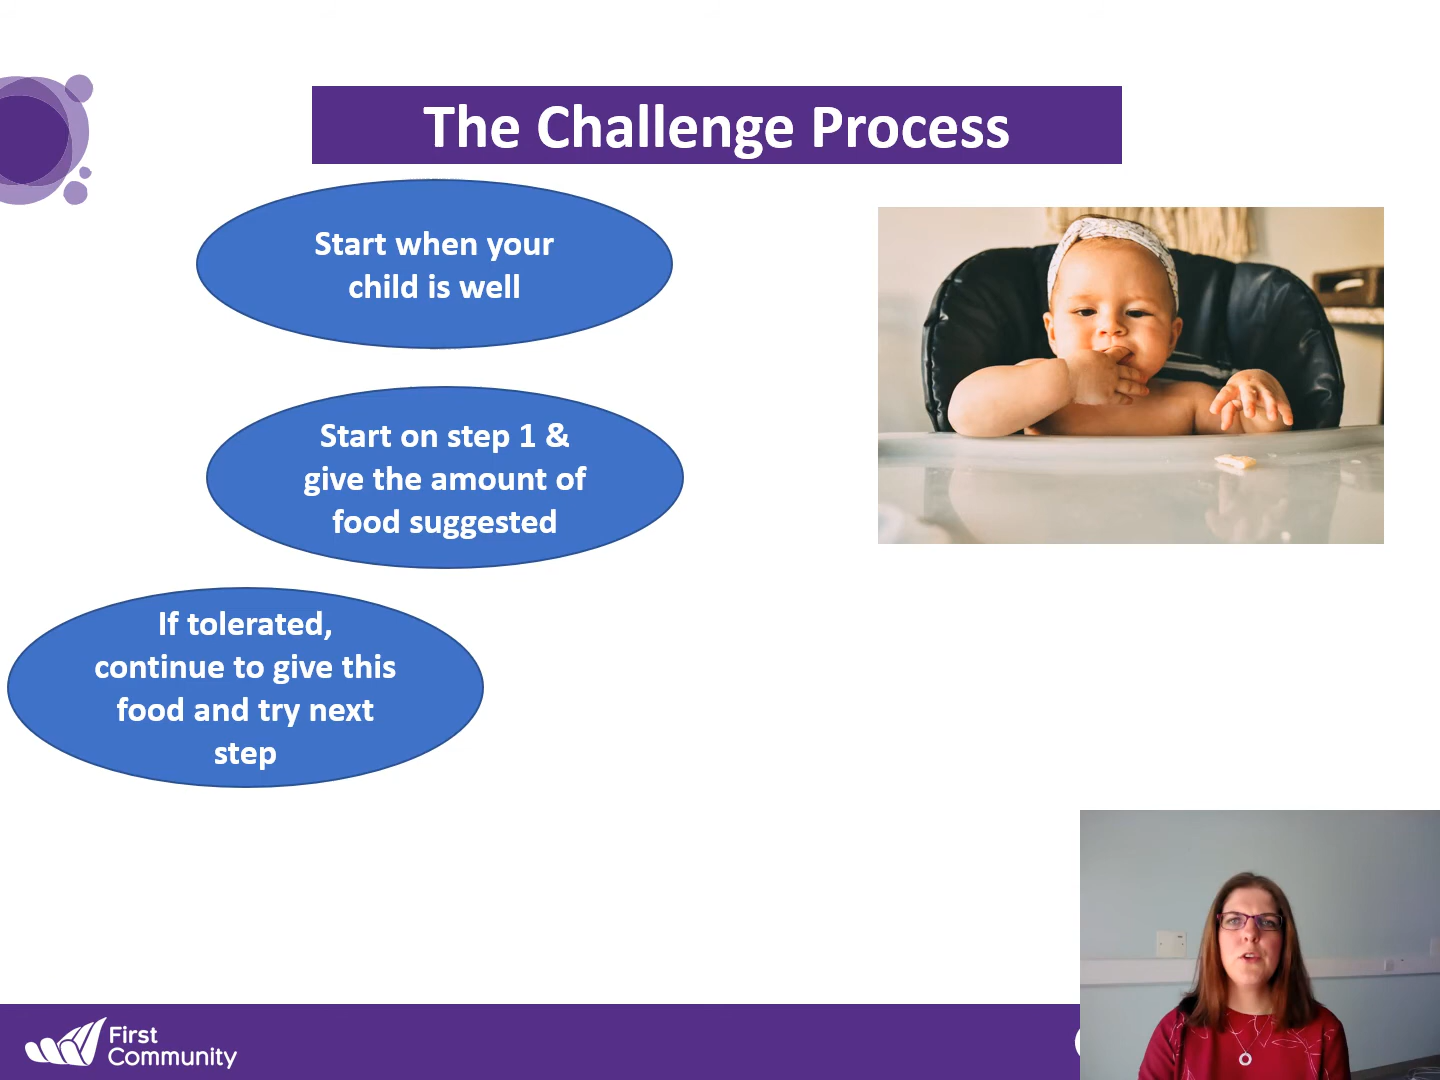 The Challenge Process
Start when your
child is well
Start on step 1 &
give the amount of
food suggested
If tolerated,
continue to give this
food and try next
step
First
Community